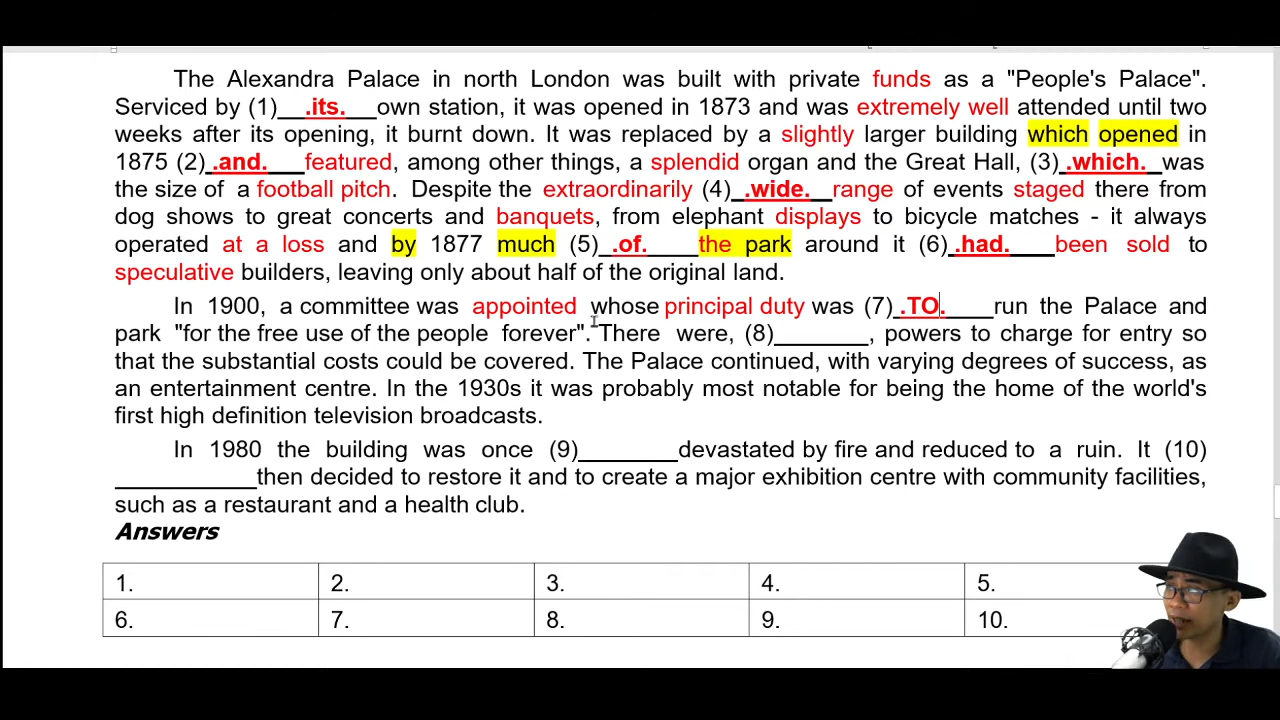 The Alexandra Palace in north London was built with private funds as a "People's Palace".
Serviced by (1)__.its.__own station, it was opened in 1873 and was extremely well attended until two
weeks after its opening, it burnt down. It was replaced by a slightly larger building which opened in
1875 (2)_.and.___featured, among other things, a splendid organ and the Great Hall, (3)_.which._ was
the size of a football pitch. Despite the extraordinarily (4)_.wide.__range of events staged there from
dog shows to great concerts and banquets, from elephant displays to bicycle matches - it always
operated at a loss and by 1877 much (5)_.of.____the park around it (6)_.had.___been sold to
speculative builders, leaving only about half of the original land.
In 1900, a committee was appointed whose principal duty was (7)_.TO.____run the Palace and
park "for the free use of the people forever". There were, (8)_______, powers to charge for entry so
that the substantial costs could be covered. The Palace continued, with varying degrees of success, as
an entertainment centre. In the 1930s it was probably most notable for being the home of the world's
first high definition television broadcasts.
In 1980 the building was once (9)________devastated by fire and reduced to a ruin. It (10)
___________then decided to restore it and to create a major exhibition centre with community facilities,
such as a restaurant and a health club.
Answers
1. 2. 3. 4. 5.
6. 7. 8. 9. 10.